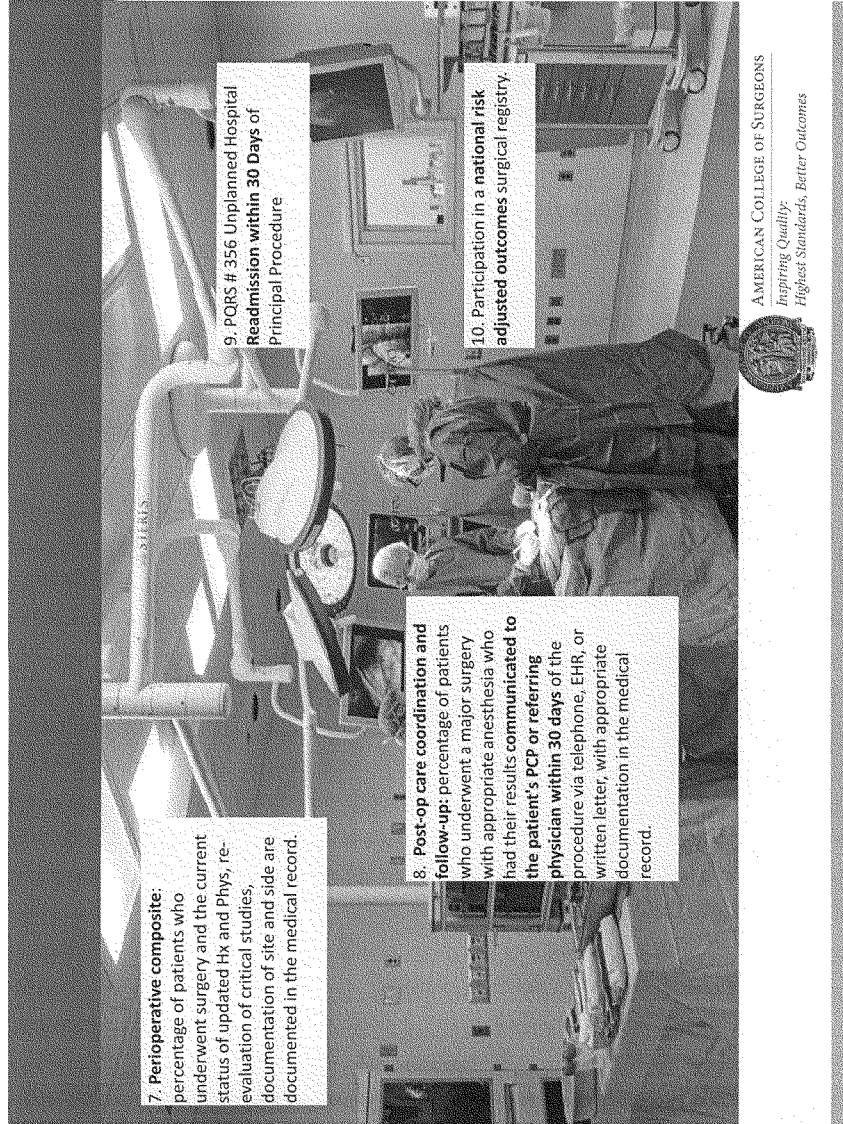 7. Perioperative composite:
percentage of patients who
underwent surgery and the current
status of updated Hx and Phys, re-
evaluation of critical studies,
documentation of site and side are
documented in the medical record.
8. Post-op care coordination and
follow-up: percentage of patients
who underwent a major surgery
with appropriate anesthesia who
had their results communicated to
the patient's PCP or referring
physician within 30 days of the
procedure via telephone, EHR, or
written letter, with appropriate
documentation in the medical
record.
9. PQRS # 356 Unplanned Hospital
Readmission within 30 Days of
Principal Procedure
10. Participation in a national risk
adjusted outcomes surgical registry.
STERIS
AMERICAN COLLEGE OF SURGEONS
Inspiring Quality:
Highest Standards, Better Outcomes